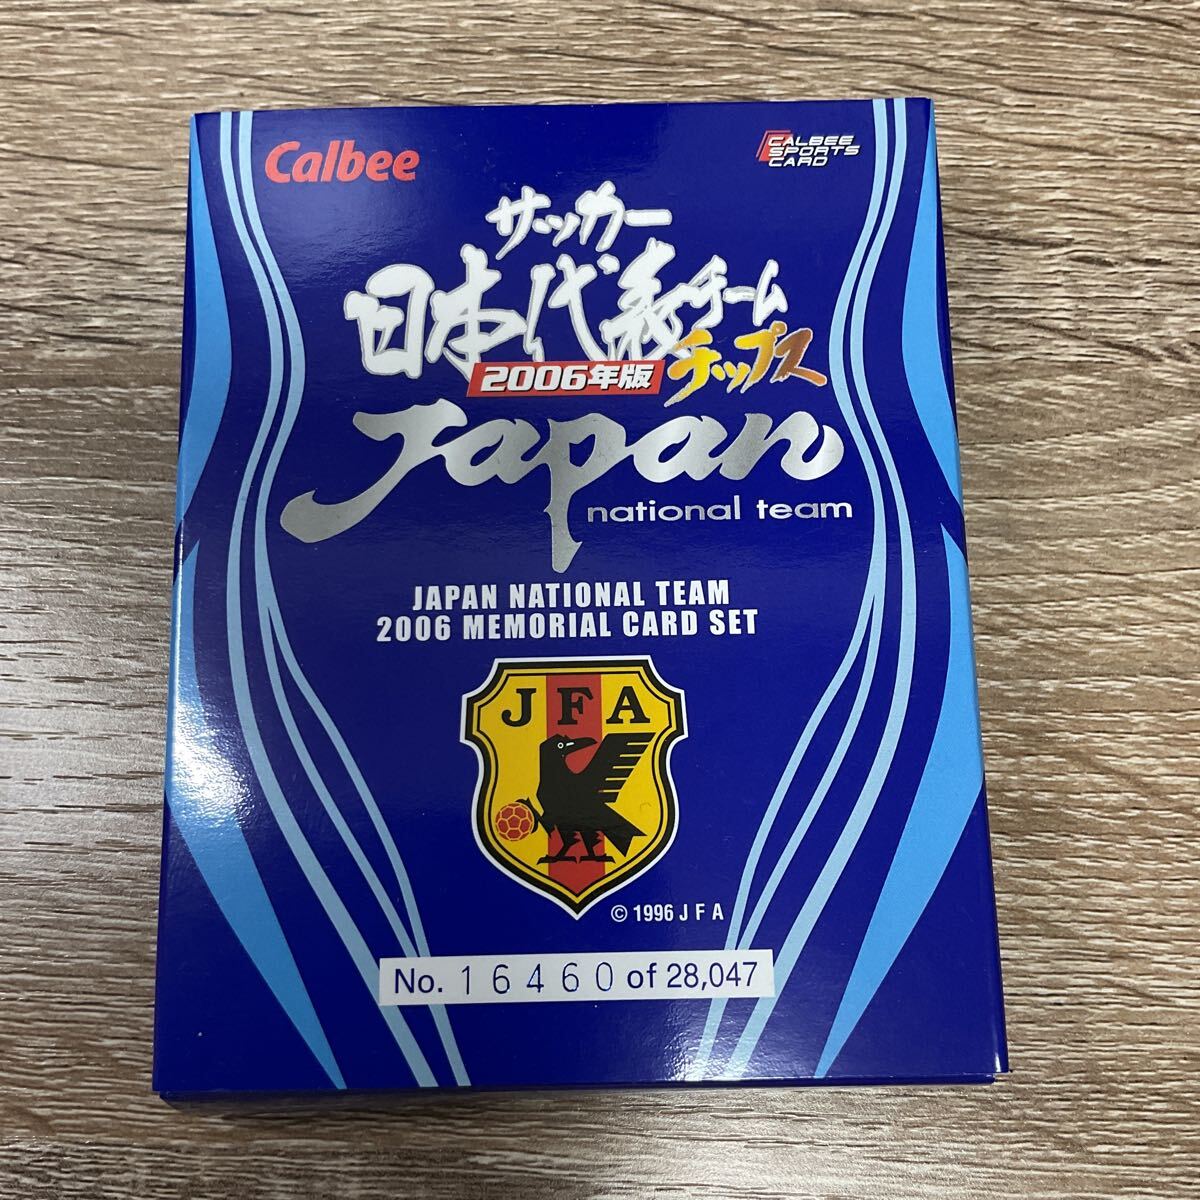 Calbee
CALBEE
SPORTS
CARD
サッカー
日本代表チーム
2006年版 チップス
Japan
national team
JAPAN NATIONAL TEAM
2006 MEMORIAL CARD SET
JFA
© 1996 J F A
No. 16460 of 28,047